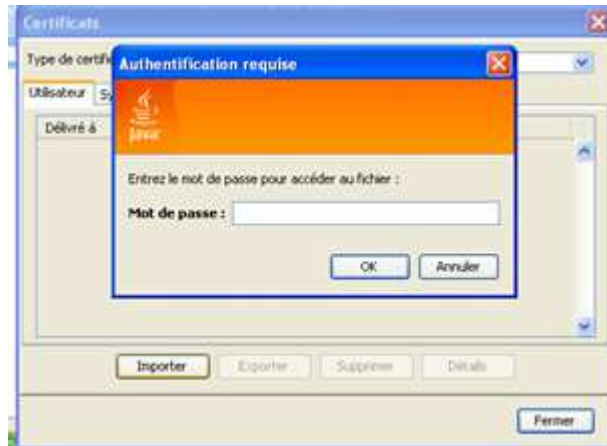 Certificats
Type de certifi
Authentification requise
Utilisateur Sy
Délivré à
Java
Entrez le mot de passe pour accéder au fichier :
Mot de passe :
OK Annuler
Importer Exporter Supprimer Détails
Fermer